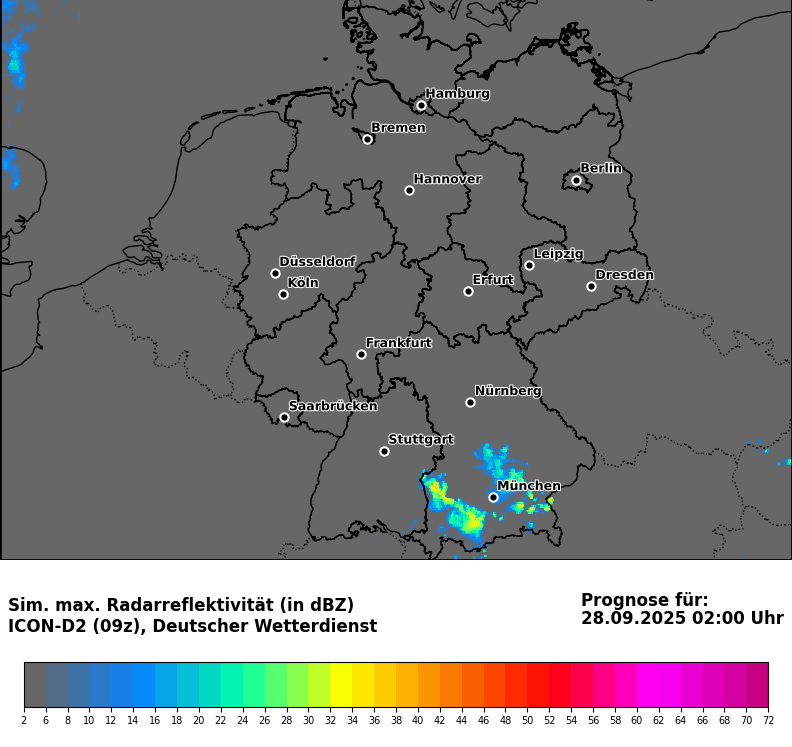 Hamburg
Bremen
Berlin
Hannover
Leipzig
Düsseldorf
Dresden
Köln
Erfurt
Frankfurt
Nürnberg
Saarbrücken
Stuttgart
München
Sim. max. Radarreflektivität (in dBZ)
ICON-D2 (09z), Deutscher Wetterdienst
Prognose für:
28.09.2025 02:00 Uhr
2 6 8 10 12 14 16 18 20 22 24 26 28 30 32 34 36 38 40 42 44 46 48 50 52 54 56 58 60 62 64 66 68 70 72